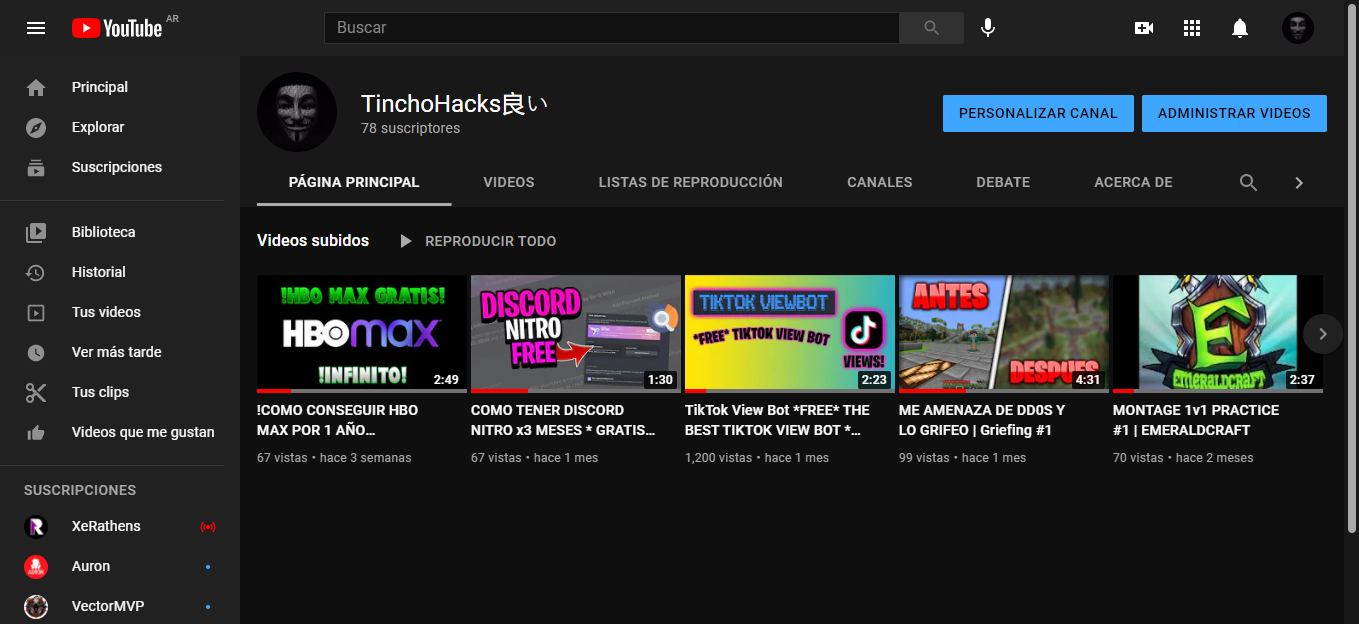 YouTube AR
Buscar
Principal
Explorar
Suscripciones
Biblioteca
Historial
Tus videos
Ver más tarde
Tus clips
Videos que me gustan
SUSCRIPCIONES
XeRathens
Auron
VectorMVP
TinchoHacks良い
78 suscriptores
PERSONALIZAR CANAL
ADMINISTRAR VIDEOS
PÁGINA PRINCIPAL
VIDEOS
LISTAS DE REPRODUCCIÓN
CANALES
DEBATE
ACERCA DE
Videos subidos
REPRODUCIR TODO
!HBO MAX GRATIS!
HBOmax
!INFINITO!
2:49
!COMO CONSEGUIR HBO
MAX POR 1 AÑO...
67 vistas • hace 3 semanas
DISCORD
NITRO
FREE
1:30
COMO TENER DISCORD
NITRO x3 MESES * GRATIS...
67 vistas • hace 1 mes
TIKTOK VIEWBOT
*FREE* TIKTOK VIEW BOT
VIEWS!
2:23
TikTok View Bot *FREE* THE
BEST TIKTOK VIEW BOT *...
1,200 vistas • hace 1 mes
ANTES
DESPUES
4:31
ME AMENAZA DE DD0S Y
LO GRIFEO | Griefing #1
99 vistas • hace 1 mes
E
EMERALDCRAFT
2:37
MONTAGE 1v1 PRACTICE
#1 | EMERALDCRAFT
70 vistas • hace 2 meses